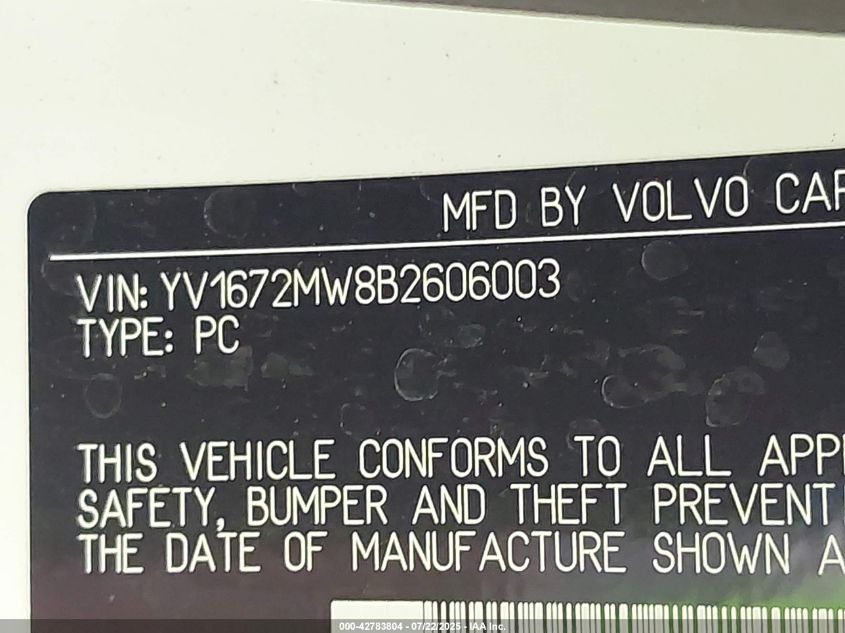 MFD BY VOLVO CAR
VIN: YV1672MW8B2606003
TYPE: PC
THIS VEHICLE CONFORMS TO ALL APPL
SAFETY, BUMPER AND THEFT PREVENT
THE DATE OF MANUFACTURE SHOWN A
000-42783804 - 07/22/2025 - IAA Inc.